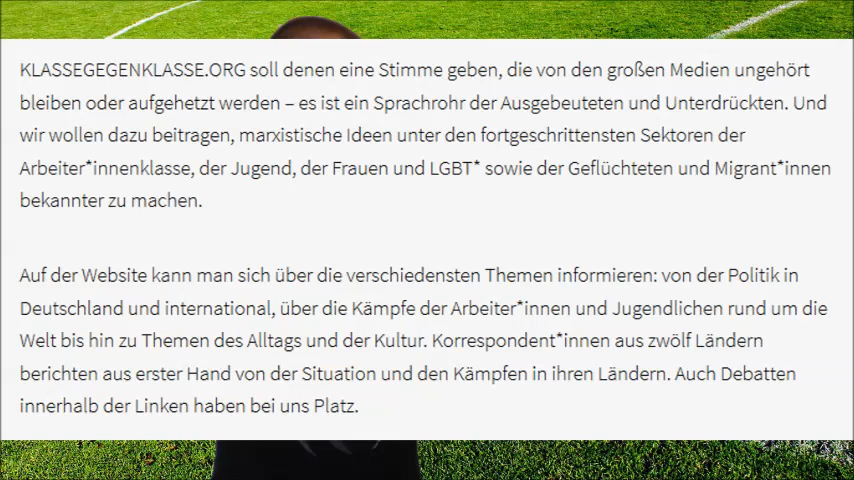 KLASSEGEGENKLASSE.ORG soll denen eine Stimme geben, die von den großen Medien ungehört
bleiben oder aufgehetzt werden – es ist ein Sprachrohr der Ausgebeuteten und Unterdrückten. Und
wir wollen dazu beitragen, marxistische Ideen unter den fortgeschrittensten Sektoren der
Arbeiter*innenklasse, der Jugend, der Frauen und LGBT* sowie der Geflüchteten und Migrant*innen
bekannter zu machen.
Auf der Website kann man sich über die verschiedensten Themen informieren: von der Politik in
Deutschland und international, über die Kämpfe der Arbeiter*innen und Jugendlichen rund um die
Welt bis hin zu Themen des Alltags und der Kultur. Korrespondent*innen aus zwölf Ländern
berichten aus erster Hand von der Situation und den Kämpfen in ihren Ländern. Auch Debatten
innerhalb der Linken haben bei uns Platz.